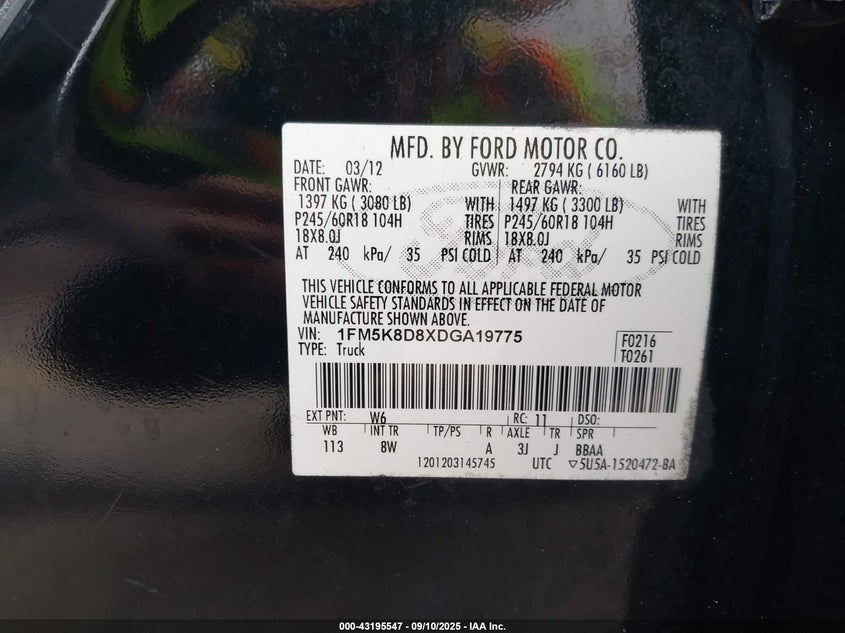 MFD. BY FORD MOTOR CO.
DATE: 03/12 GVWR: 2794 KG ( 6160 LB)
FRONT GAWR: REAR GAWR:
1397 KG ( 3080 LB) WITH 1497 KG ( 3300 LB) WITH
P245/60R18 104H TIRES P245/60R18 104H TIRES
18X8.0J RIMS 18X8.0J RIMS
AT 240 kPa/ 35 PSI COLD AT 240 kPa/ 35 PSI COLD
Ford
THIS VEHICLE CONFORMS TO ALL APPLICABLE FEDERAL MOTOR
VEHICLE SAFETY STANDARDS IN EFFECT ON THE DATE OF
MANUFACTURE SHOWN ABOVE.
VIN: 1FM5K8D8XDGA19775 F0216
TYPE: Truck T0261
EXT PNT: W6 RC: 11 DSO:
WB INT TR TP/PS R AXLE TR SPR
113 8W A 3J J BBAA
1201203145745 UTC ▽5U5A-1520472-BA
000-43195547 - 09/10/2025 - IAA Inc.